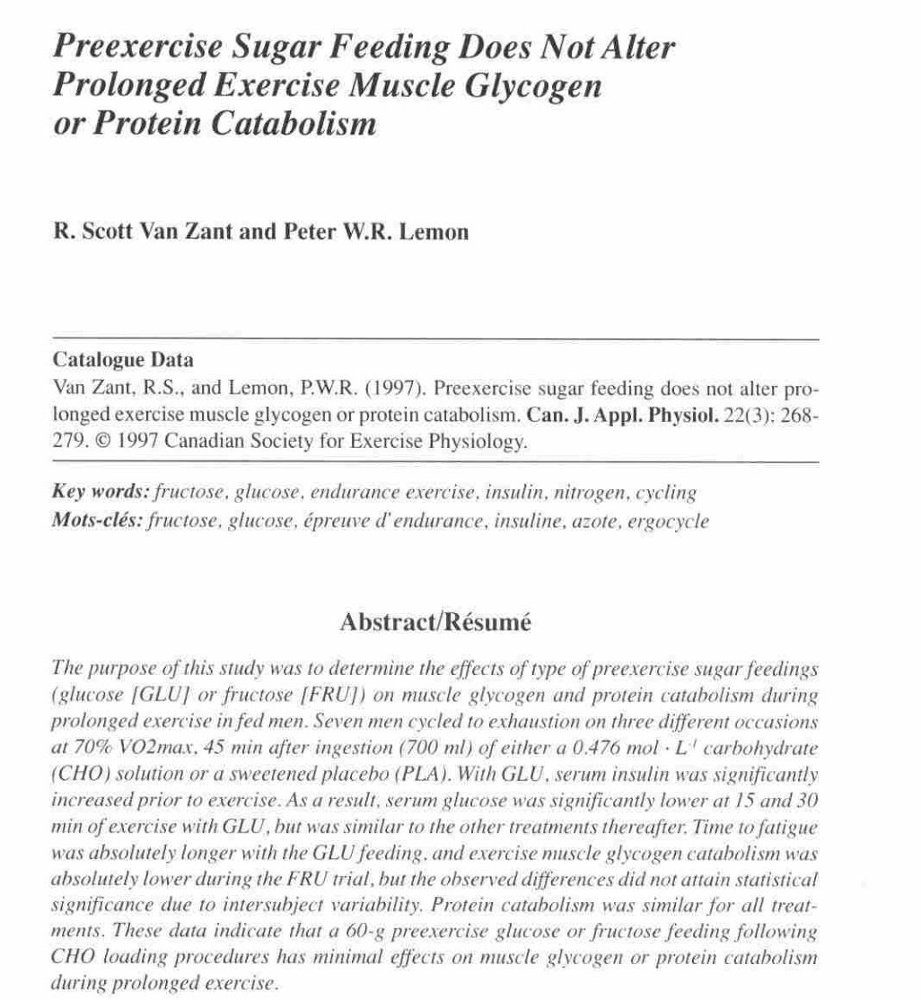 Preexercise Sugar Feeding Does Not Alter
Prolonged Exercise Muscle Glycogen
or Protein Catabolism
R. Scott Van Zant and Peter W.R. Lemon
Catalogue Data
Van Zant, R.S., and Lemon, P.W.R. (1997). Preexercise sugar feeding does not alter pro-
longed exercise muscle glycogen or protein catabolism. Can. J. Appl. Physiol. 22(3): 268-
279. © 1997 Canadian Society for Exercise Physiology.
Key words: fructose, glucose, endurance exercise, insulin, nitrogen, cycling
Mots-clés: fructose, glucose, épreuve d'endurance, insuline, azote, ergocycle
Abstract/Résumé
The purpose of this study was to determine the effects of type of preexercise sugar feedings
(glucose [GLU] or fructose [FRU]) on muscle glycogen and protein catabolism during
prolonged exercise in fed men. Seven men cycled to exhaustion on three different occasions
at 70% VO2max, 45 min after ingestion (700 ml) of either a 0.476 mol · L⁻¹ carbohydrate
(CHO) solution or a sweetened placebo (PLA). With GLU, serum insulin was significantly
increased prior to exercise. As a result, serum glucose was significantly lower at 15 and 30
min of exercise with GLU, but was similar to the other treatments thereafter. Time to fatigue
was absolutely longer with the GLU feeding, and exercise muscle glycogen catabolism was
absolutely lower during the FRU trial, but the observed differences did not attain statistical
significance due to intersubject variability. Protein catabolism was similar for all treat-
ments. These data indicate that a 60-g preexercise glucose or fructose feeding following
CHO loading procedures has minimal effects on muscle glycogen or protein catabolism
during prolonged exercise.